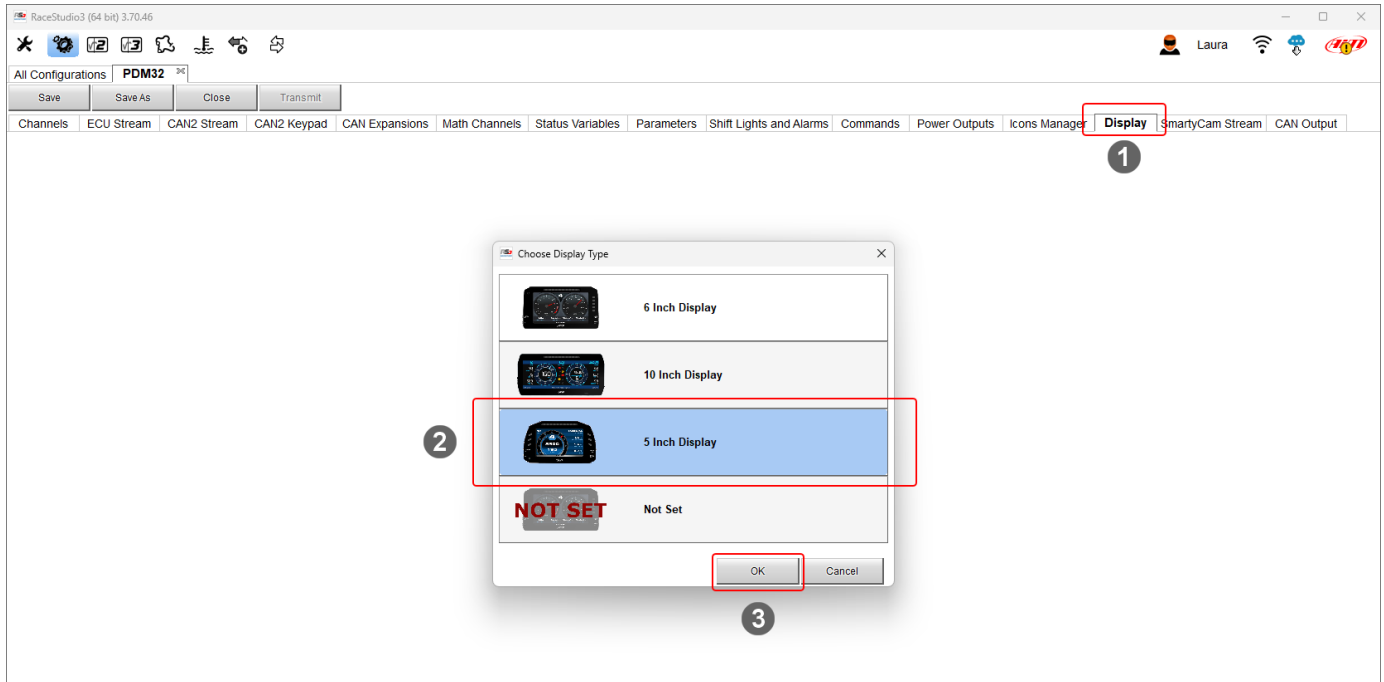 RaceStudio3 (64 bit) 3.70.46
Laura
All Configurations PDM32
Save Save As Close Transmit
Channels ECU Stream CAN2 Stream CAN2 Keypad CAN Expansions Math Channels Status Variables Parameters Shift Lights and Alarms Commands Power Outputs Icons Manager Display SmartyCam Stream CAN Output
1
Choose Display Type
6 Inch Display
10 Inch Display
2
5 Inch Display
NOT SET Not Set
OK Cancel
3